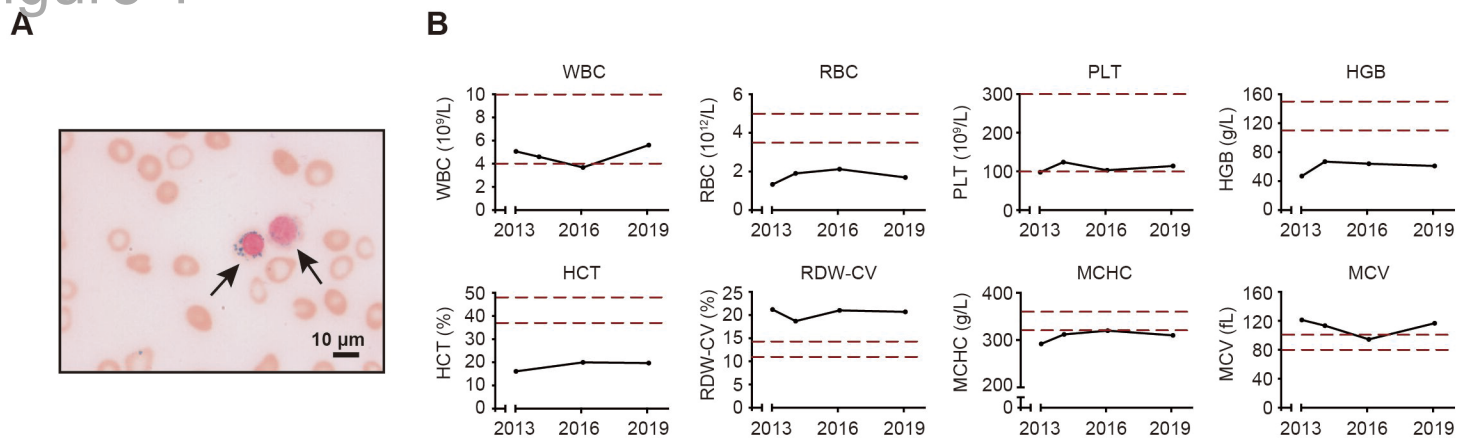 A
B
10 µm
WBC
WBC (10⁹/L)
10
8
6
4
2
0
2013 2016 2019
RBC
RBC (10¹²/L)
6
4
2
0
2013 2016 2019
PLT
PLT (10⁹/L)
300
200
100
0
2013 2016 2019
HGB
HGB (g/L)
160
120
80
40
0
2013 2016 2019
HCT
HCT (%)
50
40
30
20
10
0
2013 2016 2019
RDW-CV
RDW-CV (%)
25
20
15
10
5
0
2013 2016 2019
MCHC
MCHC (g/L)
400
300
200
0
2013 2016 2019
MCV
MCV (fL)
160
120
80
40
0
2013 2016 2019